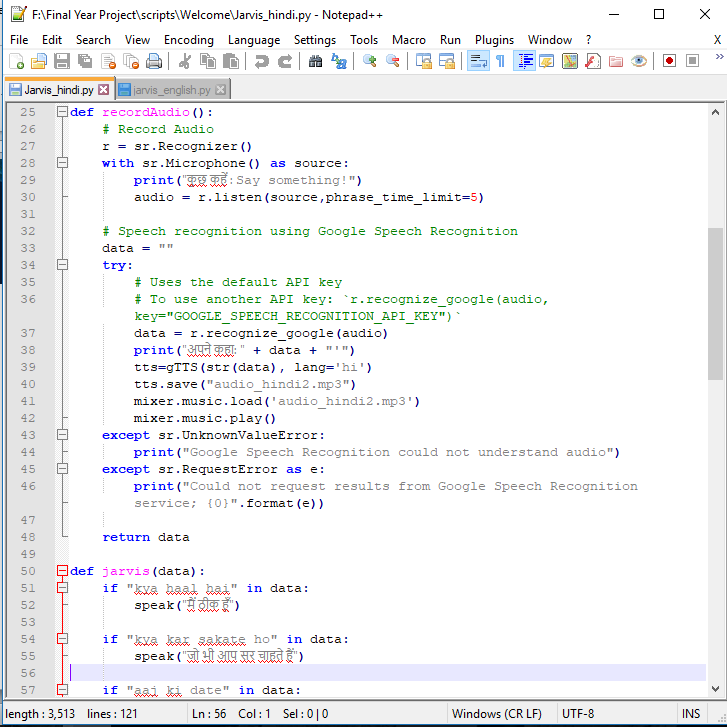 F:\Final Year Project\scripts\Welcome\Jarvis_hindi.py - Notepad++
File Edit Search View Encoding Language Settings Tools Macro Run Plugins Window ? X
Jarvis_hindi.py jarvis_english.py
25 def recordAudio():
26 # Record Audio
27 r = sr.Recognizer()
28 with sr.Microphone() as source:
29 print("कुछ कहें:Say something!")
30 audio = r.listen(source,phrase_time_limit=5)
31
32 # Speech recognition using Google Speech Recognition
33 data = ""
34 try:
35 # Uses the default API key
36 # To use another API key: `r.recognize_google(audio,
key="GOOGLE_SPEECH_RECOGNITION_API_KEY")`
37 data = r.recognize_google(audio)
38 print("अपने कहा: " + data + "'")
39 tts=gTTS(str(data), lang='hi')
40 tts.save("audio_hindi2.mp3")
41 mixer.music.load('audio_hindi2.mp3')
42 mixer.music.play()
43 except sr.UnknownValueError:
44 print("Google Speech Recognition could not understand audio")
45 except sr.RequestError as e:
46 print("Could not request results from Google Speech Recognition
service; {0}".format(e))
47
48 return data
49
50 def jarvis(data):
51 if "kya haal hai" in data:
52 speak("में ठीक हूँ")
53
54 if "kya kar sakate ho" in data:
55 speak("जो भी आप सर चाहते हैं")
56
57 if "aaj ki date" in data:
length : 3,513 lines : 121 Ln : 56 Col : 1 Sel : 0 | 0 Windows (CR LF) UTF-8 INS